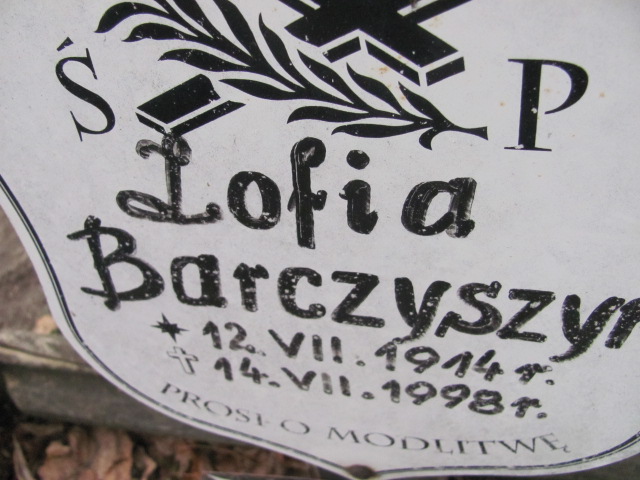 Ś P
Zofia
Barczyszyn
* 12. VII. 1914 r.
✝ 14. VII. 1998 r.
PROSI O MODLITWĘ